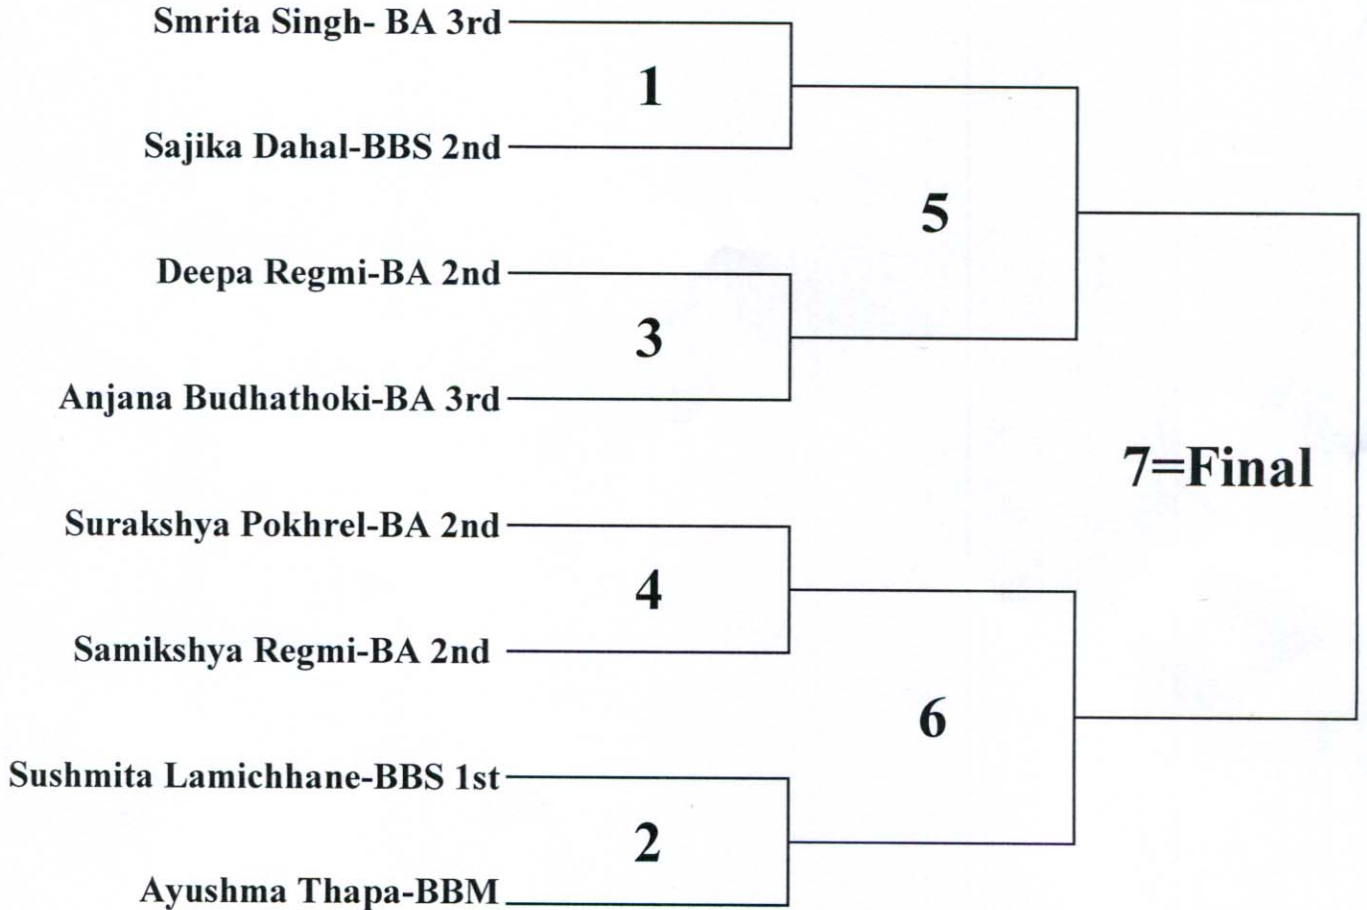 Smrita Singh- BA 3rd
1
Sajika Dahal-BBS 2nd
5
Deepa Regmi-BA 2nd
3
Anjana Budhathoki-BA 3rd
7=Final
Surakshya Pokhrel-BA 2nd
4
Samikshya Regmi-BA 2nd
6
Sushmita Lamichhane-BBS 1st
2
Ayushma Thapa-BBM